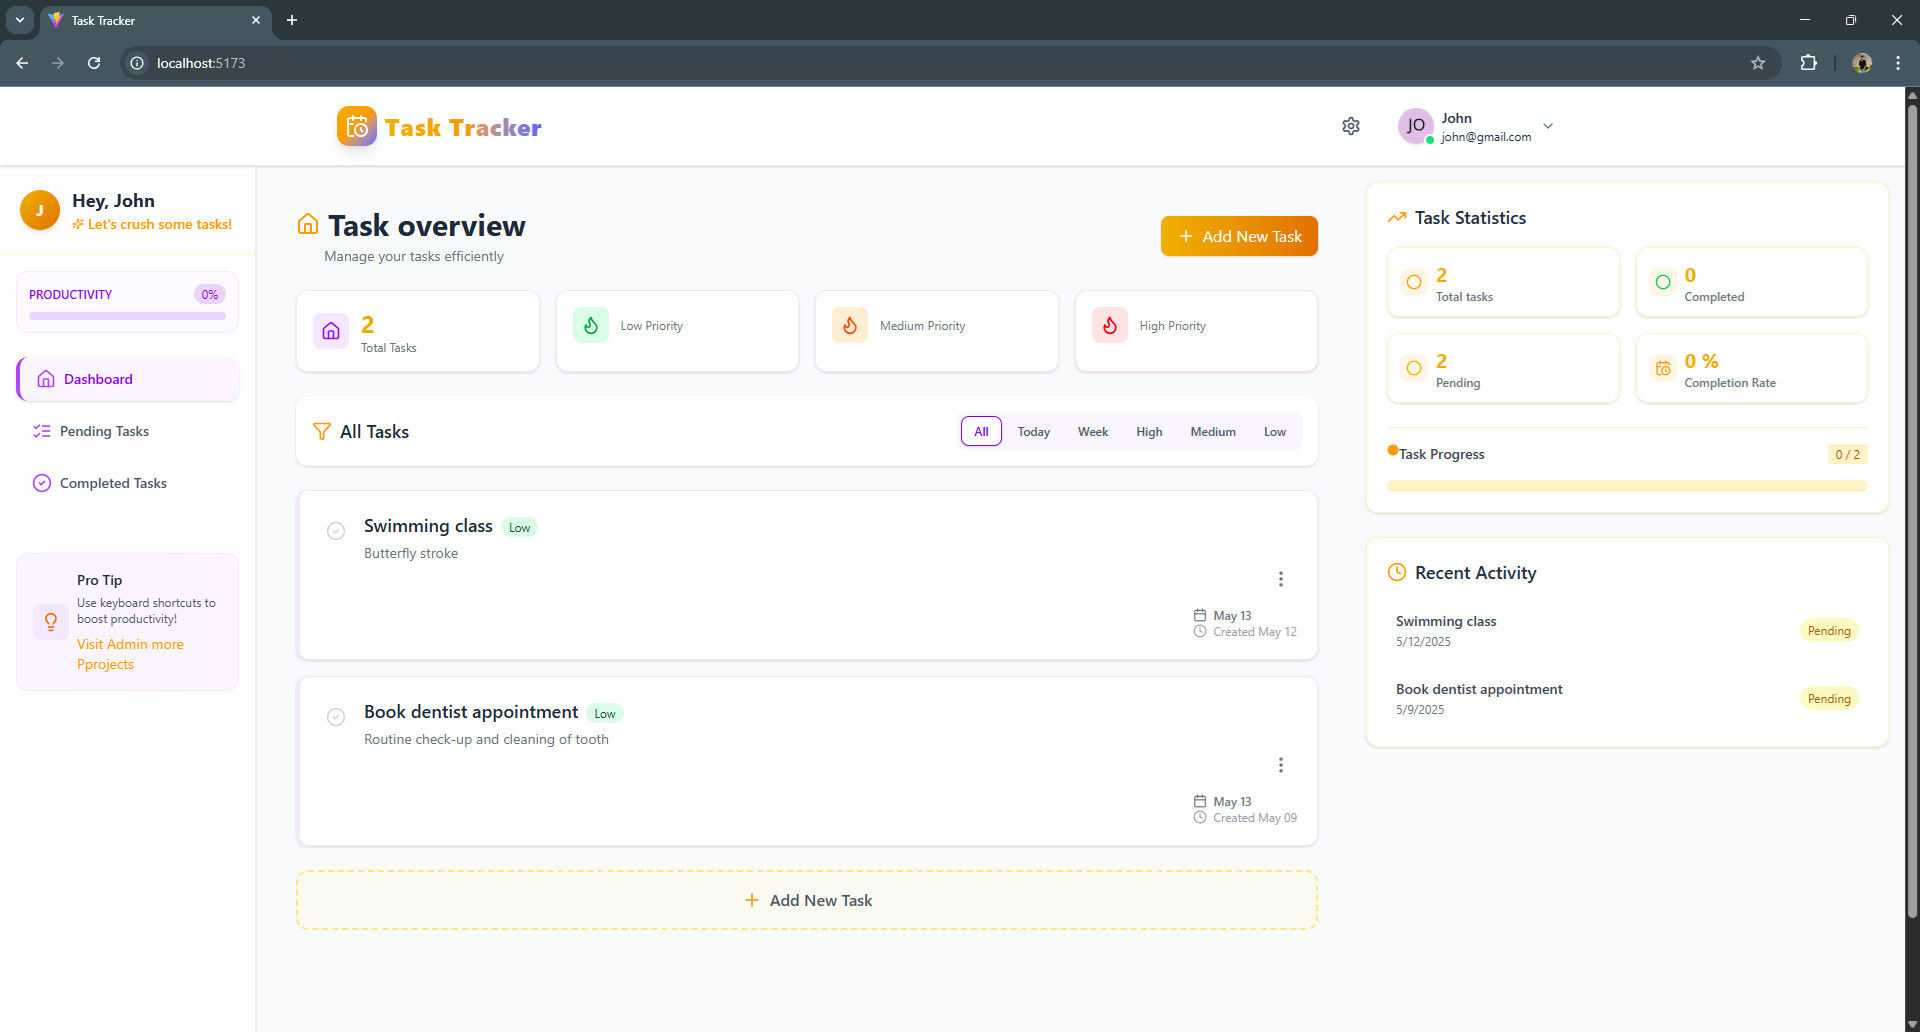 Task Tracker
localhost:5173
Task Tracker
JO
John
john@gmail.com
J
Hey, John
Let's crush some tasks!
PRODUCTIVITY
0%
Dashboard
Pending Tasks
Completed Tasks
Pro Tip
Use keyboard shortcuts to
boost productivity!
Visit Admin more
Pprojects
Task overview
Manage your tasks efficiently
Add New Task
2
Total Tasks
Low Priority
Medium Priority
High Priority
All Tasks
All
Today
Week
High
Medium
Low
Swimming class
Low
Butterfly stroke
May 13
Created May 12
Book dentist appointment
Low
Routine check-up and cleaning of tooth
May 13
Created May 09
Add New Task
Task Statistics
2
Total tasks
0
Completed
2
Pending
0 %
Completion Rate
Task Progress
0 / 2
Recent Activity
Swimming class
5/12/2025
Pending
Book dentist appointment
5/9/2025
Pending